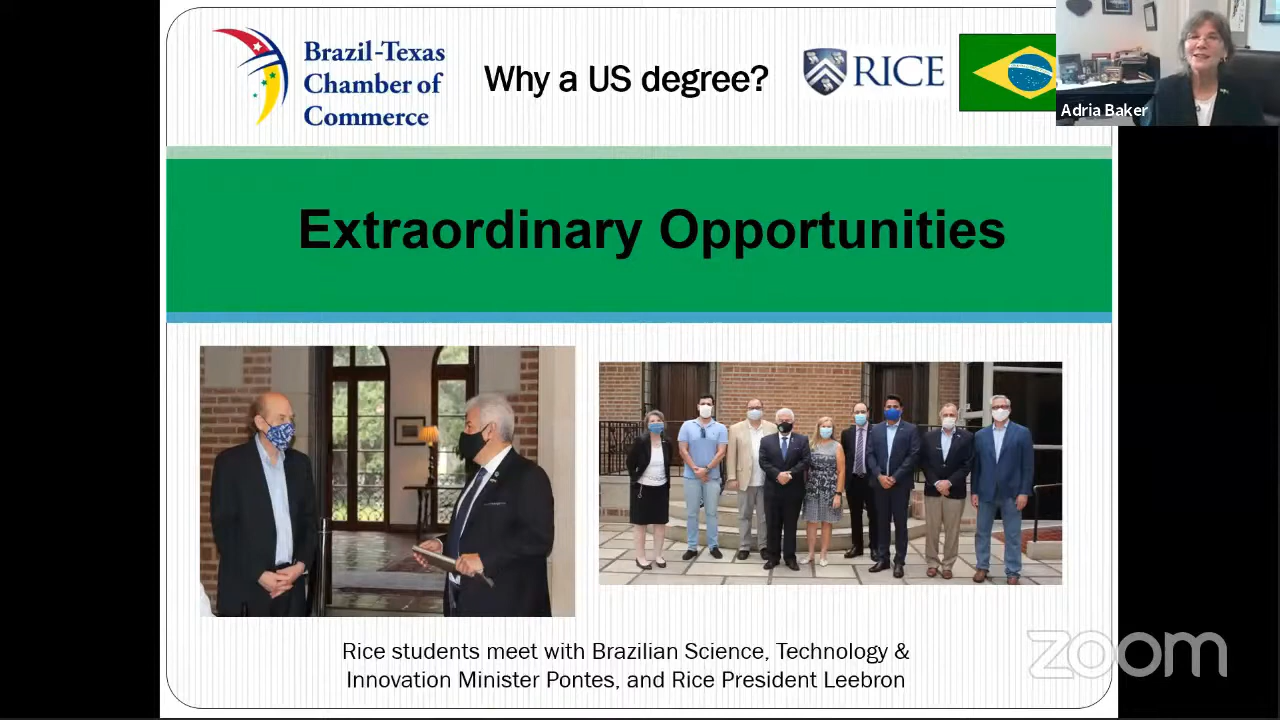 Brazil-Texas
Chamber of
Commerce
Why a US degree?
RICE
Adria Baker
Extraordinary Opportunities
Rice students meet with Brazilian Science, Technology &
Innovation Minister Pontes, and Rice President Leebron
zoom